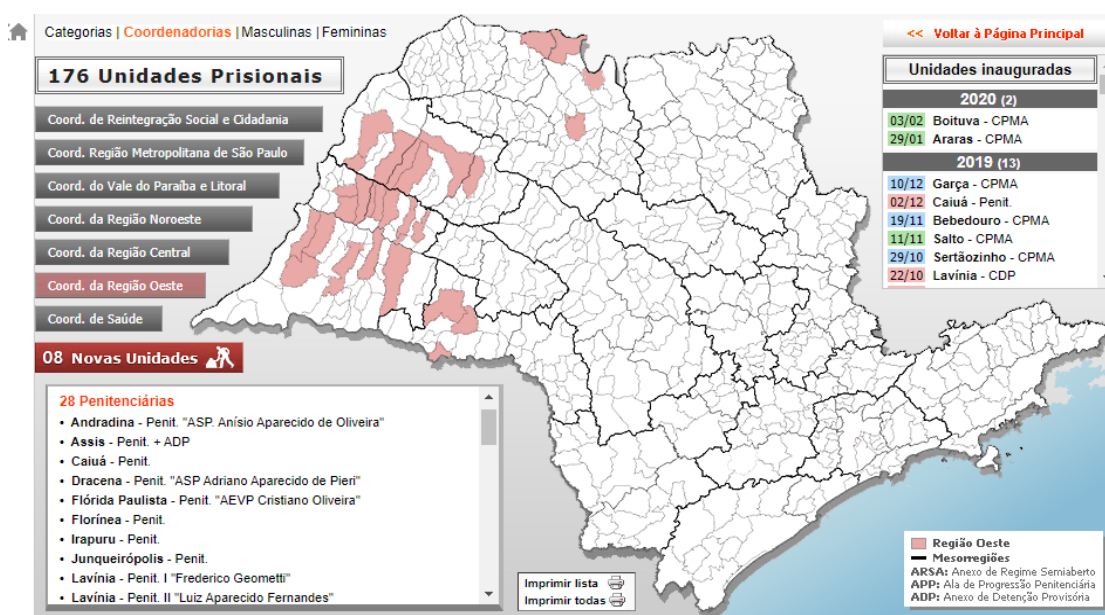 Categorias | Coordenadorias | Masculinas | Femininas
176 Unidades Prisionais
Coord. de Reintegração Social e Cidadania
Coord. Região Metropolitana de São Paulo
Coord. do Vale do Paraíba e Litoral
Coord. da Região Noroeste
Coord. da Região Central
Coord. da Região Oeste
Coord. de Saúde
08 Novas Unidades
28 Penitenciárias
• Andradina - Penit. "ASP. Anísio Aparecido de Oliveira"
• Assis - Penit. + ADP
• Caiuá - Penit.
• Dracena - Penit. "ASP Adriano Aparecido de Pieri"
• Flórida Paulista - Penit. "AEVP Cristiano Oliveira"
• Florínea - Penit.
• Irapuru - Penit.
• Junqueirópolis - Penit.
• Lavínia - Penit. I "Frederico Geometti"
• Lavínia - Penit. II "Luiz Aparecido Fernandes"
Imprimir lista
Imprimir todas
<< Voltar à Página Principal
Unidades inauguradas
2020 (2)
03/02 Boituva - CPMA
29/01 Araras - CPMA
2019 (13)
10/12 Garça - CPMA
02/12 Caiuá - Penit.
19/11 Bebedouro - CPMA
11/11 Salto - CPMA
29/10 Sertãozinho - CPMA
22/10 Lavínia - CDP
Região Oeste
Mesorregiões
ARSA: Anexo de Regime Semiaberto
APP: Ala de Progressão Penitenciária
ADP: Anexo de Detenção Provisória